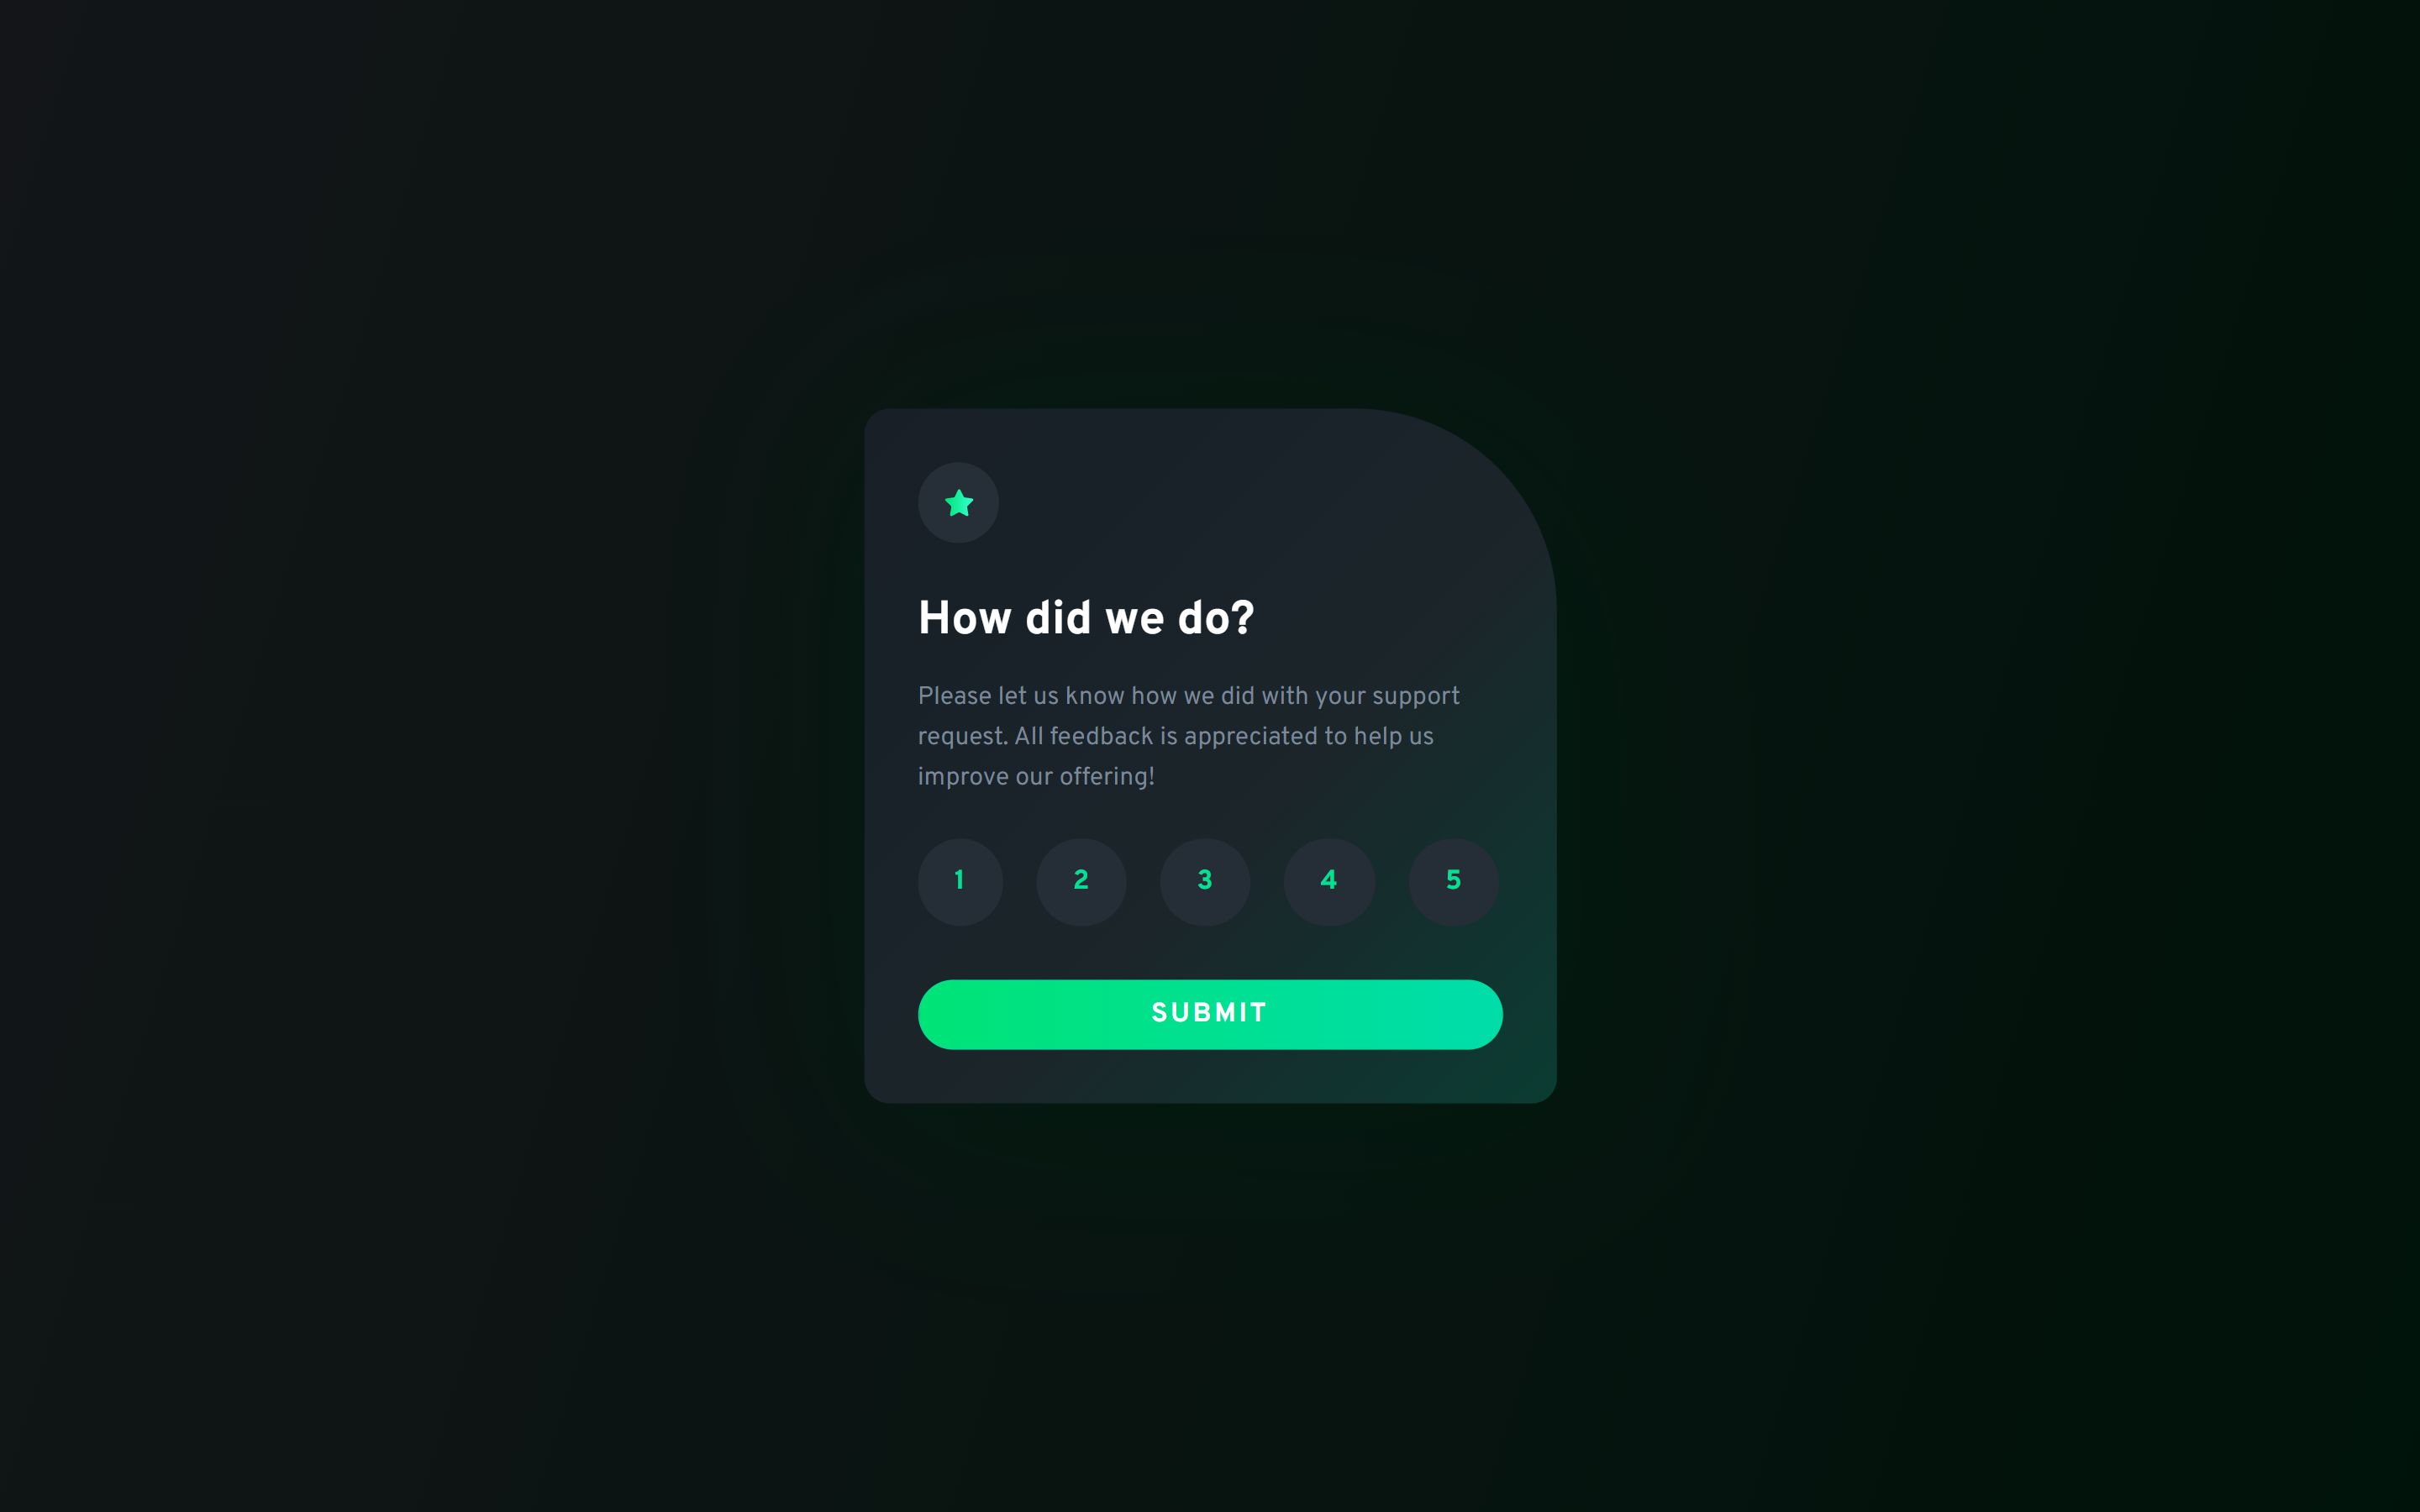 How did we do?
Please let us know how we did with your support
request. All feedback is appreciated to help us
improve our offering!
1 2 3 4 5
SUBMIT